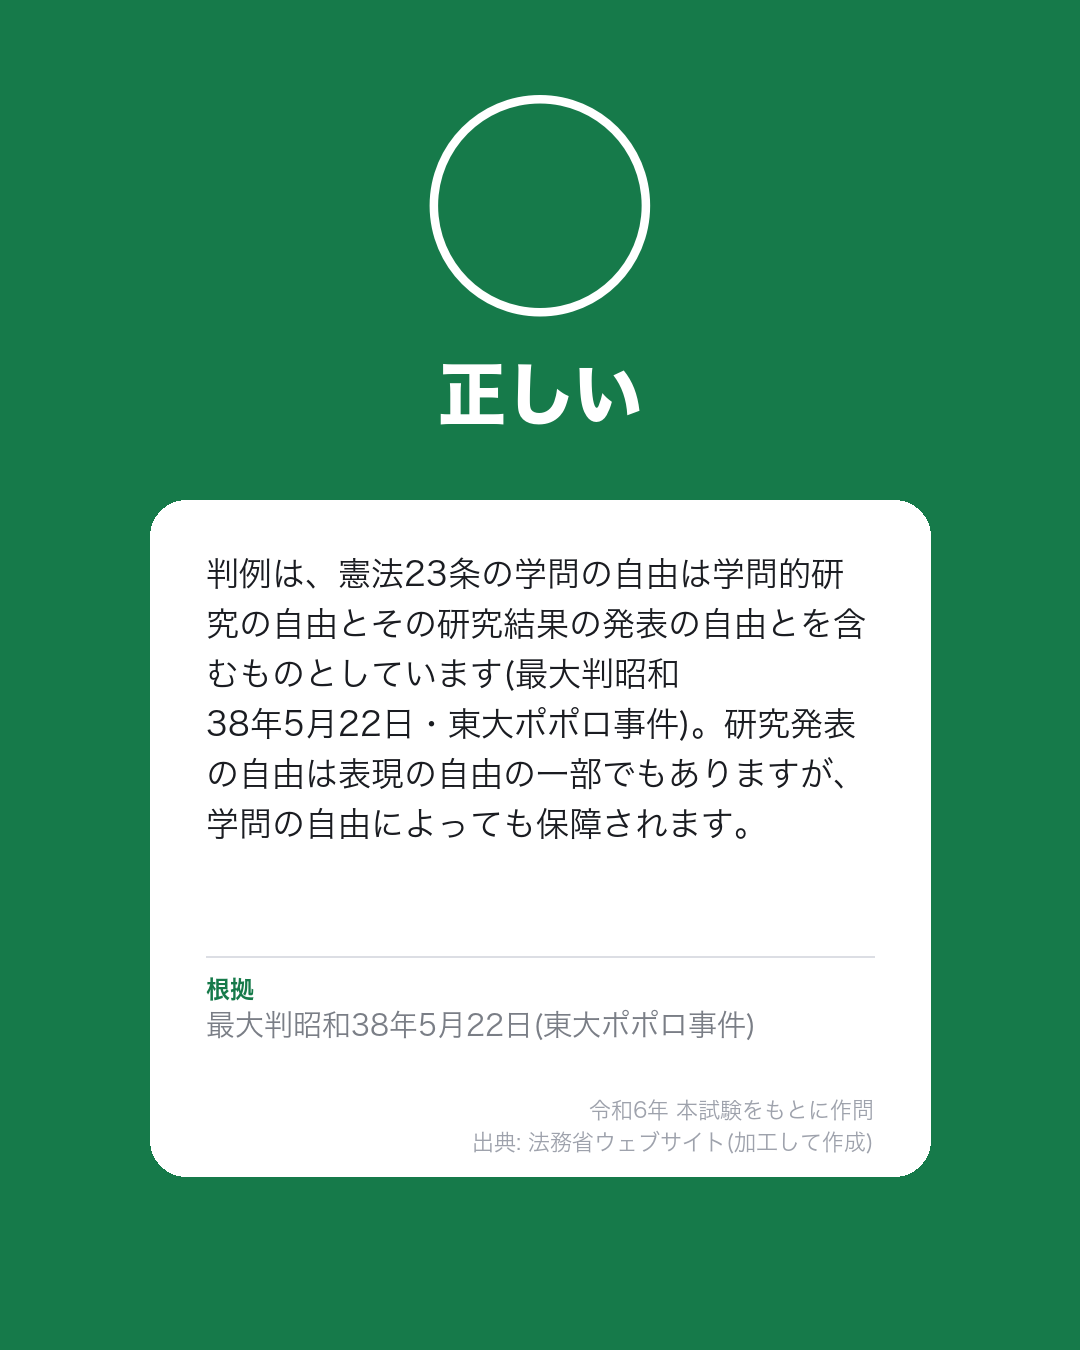 正しい
判例は、憲法23条の学問の自由は学問的研
究の自由とその研究結果の発表の自由とを含
むものとしています(最大判昭和
38年5月22日・東大ポポロ事件)。研究発表
の自由は表現の自由の一部でもありますが、
学問の自由によっても保障されます。
根拠
最大判昭和38年5月22日(東大ポポロ事件)
令和6年 本試験をもとに作問
出典: 法務省ウェブサイト(加工して作成)